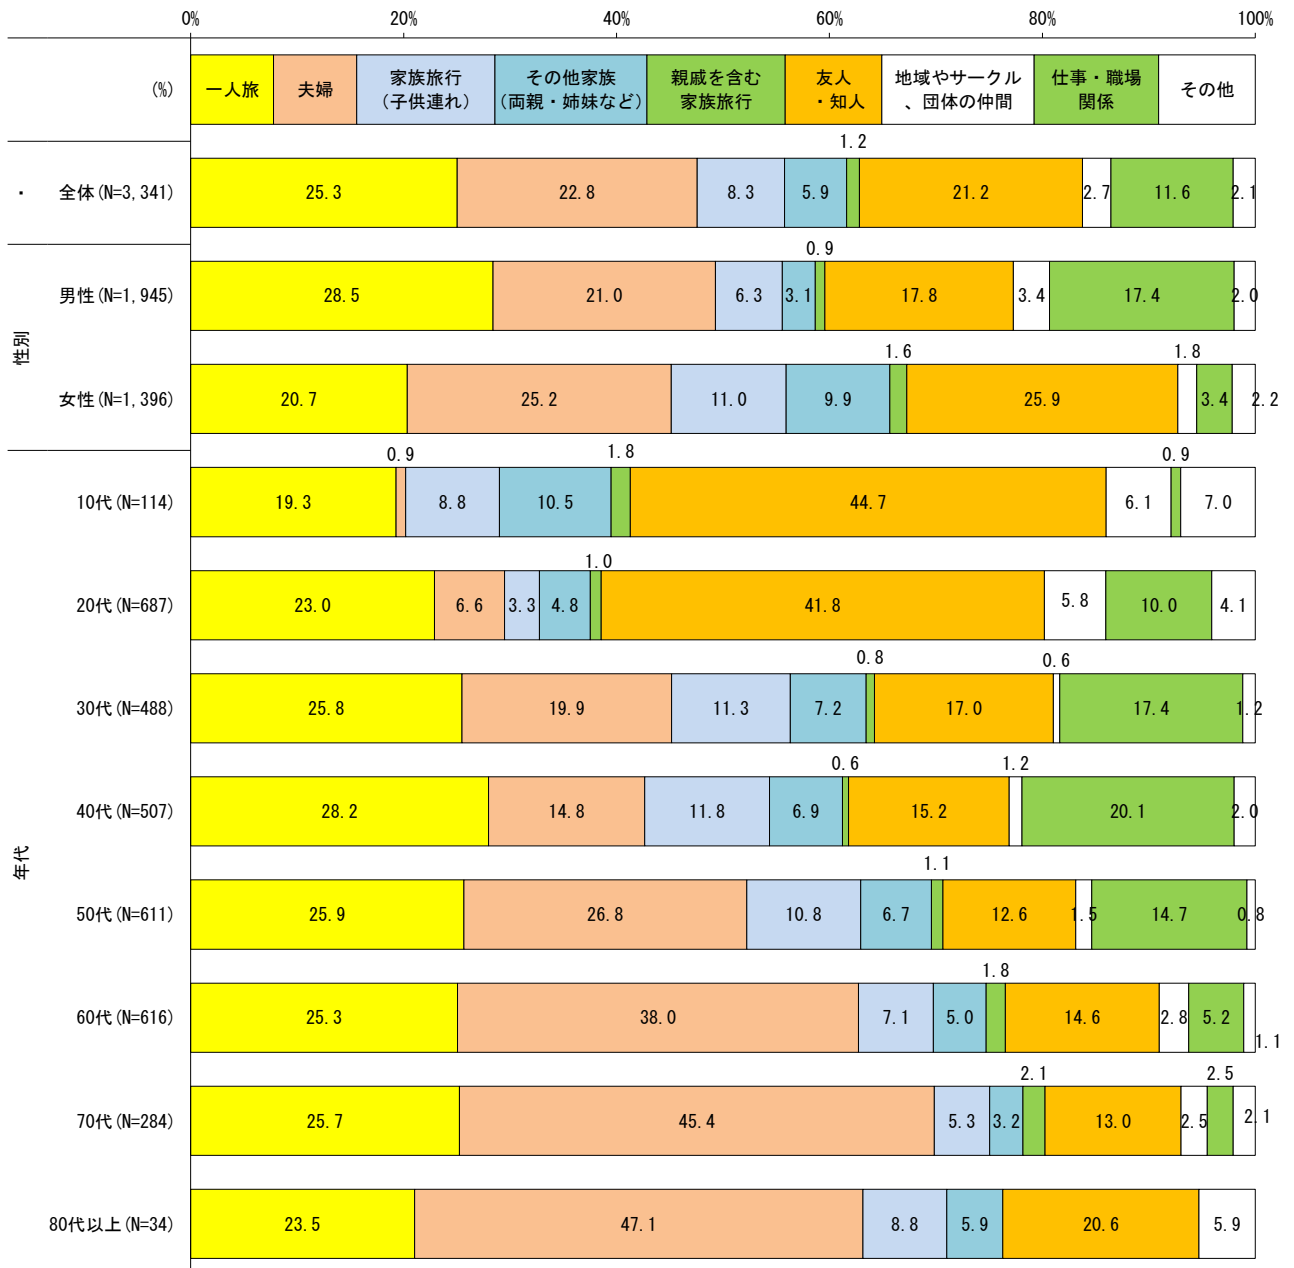 0% 20% 40% 60% 80% 100%
(%) 一人旅 夫婦 家族旅行 (子供連れ) その他家族 (両親・姉妹など) 親戚を含む 家族旅行 友人 ・知人 地域やサークル 、団体の仲間 仕事・職場 関係 その他
・ 全体(N=3,341) 25.3 22.8 8.3 5.9 1.2 21.2 2.7 11.6 2.1
性別
男性(N=1,945) 28.5 21.0 6.3 3.1 0.9 17.8 3.4 17.4 2.0
女性(N=1,396) 20.7 25.2 11.0 9.9 1.6 25.9 1.8 3.4 2.2
年代
10代(N=114) 19.3 0.9 8.8 10.5 1.8 44.7 6.1 0.9 7.0
20代(N=687) 23.0 6.6 3.3 4.8 1.0 41.8 5.8 10.0 4.1
30代(N=488) 25.8 19.9 11.3 7.2 0.8 17.0 0.6 17.4 1.2
40代(N=507) 28.2 14.8 11.8 6.9 0.6 15.2 1.2 20.1 2.0
50代(N=611) 25.9 26.8 10.8 6.7 1.1 12.6 1.5 14.7 0.8
60代(N=616) 25.3 38.0 7.1 5.0 1.8 14.6 2.8 5.2 1.1
70代(N=284) 25.7 45.4 5.3 3.2 2.1 13.0 2.5 2.5 2.1
80代以上(N=34) 23.5 47.1 8.8 5.9 20.6 5.9